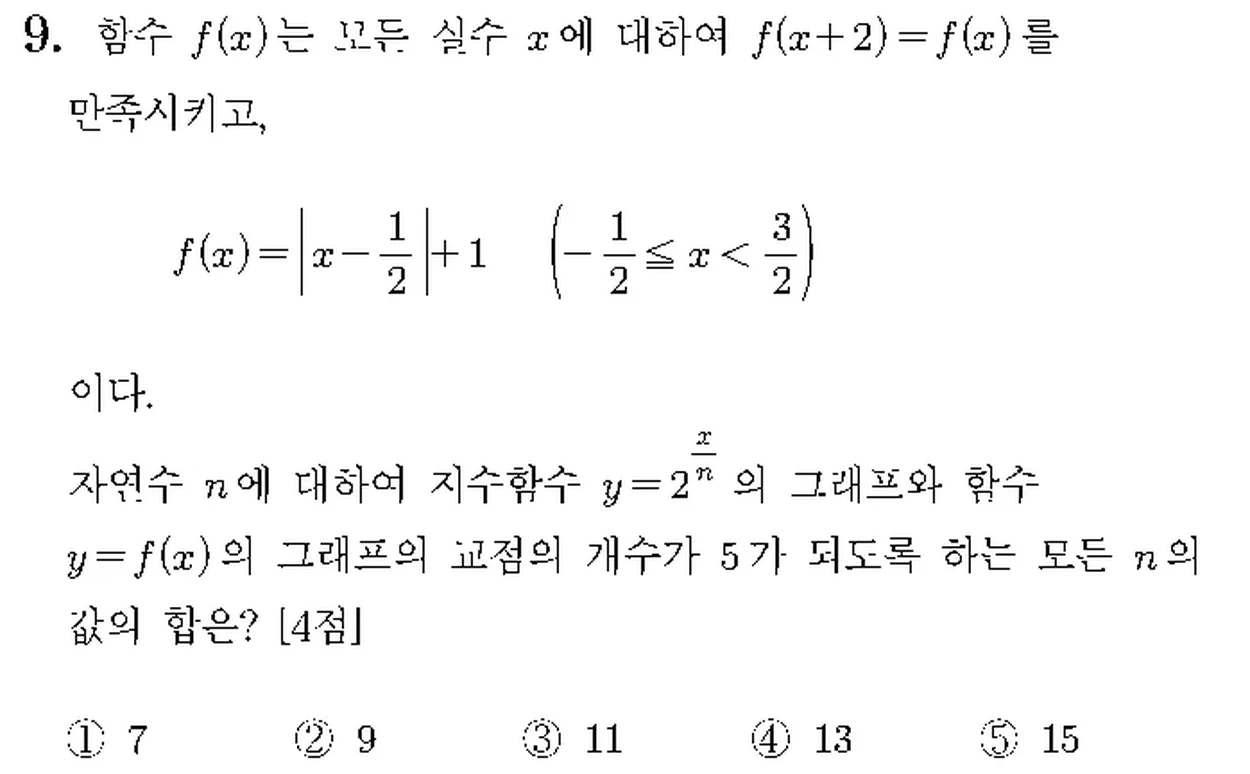 9. 함수 f(x)는 모든 실수 x에 대하여 f(x+2)=f(x)를
만족시키고,
f(x)=|x-1/2|+1 (-1/2≦x<3/2)
이다.
자연수 n에 대하여 지수함수 y=2^(x/n)의 그래프와 함수
y=f(x)의 그래프의 교점의 개수가 5가 되도록 하는 모든 n의
값의 합은? [4점]
① 7 ② 9 ③ 11 ④ 13 ⑤ 15